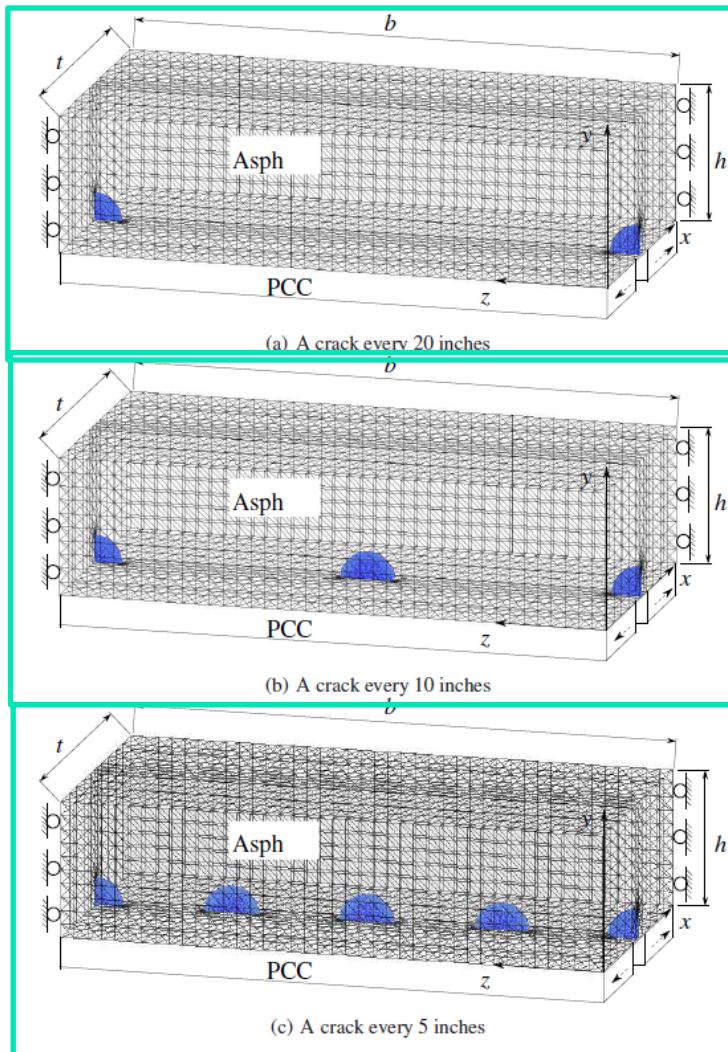 b
t
y
h
Asph
x
PCC
z
(a) A crack every 20 inches
b
t
y
h
Asph
x
PCC
z
(b) A crack every 10 inches
b
t
y
h
Asph
x
PCC
z
(c) A crack every 5 inches